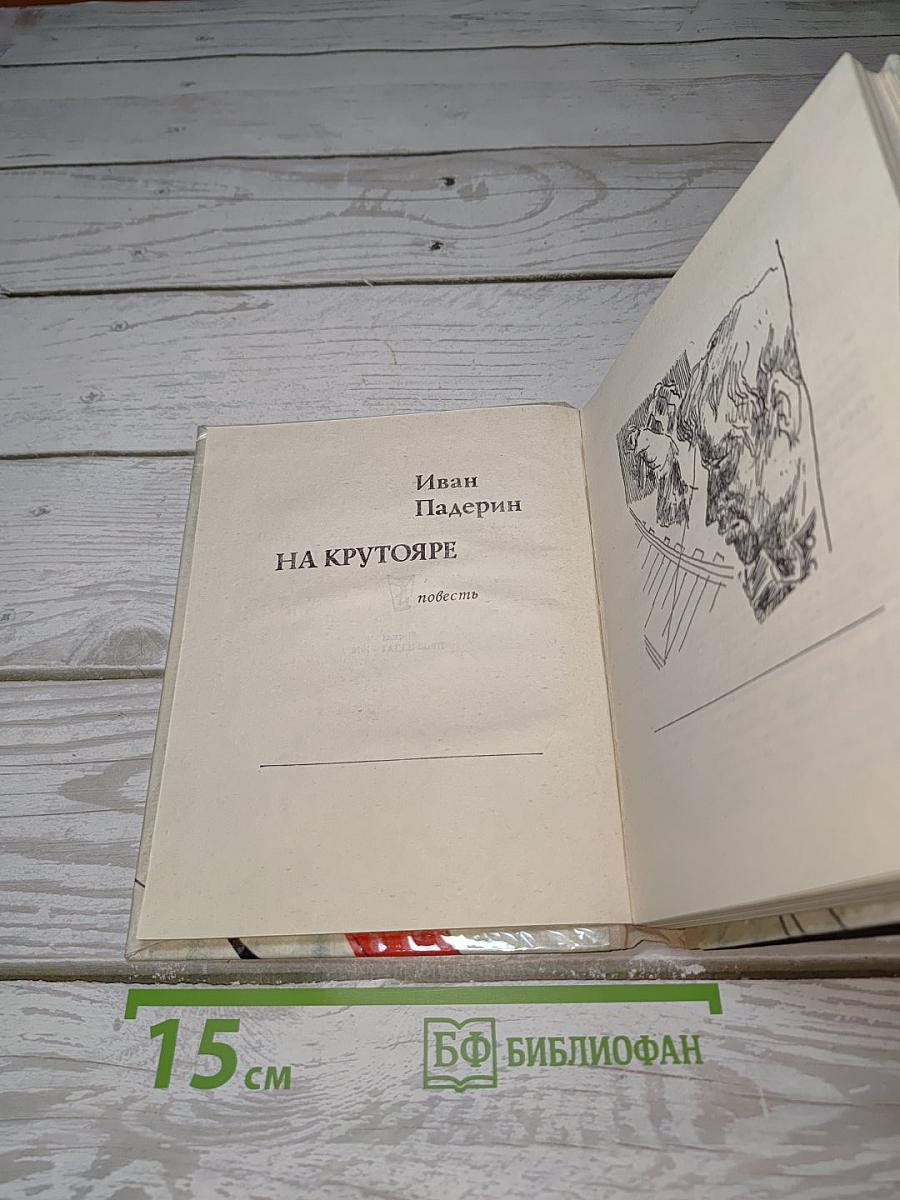 Иван
Падерин
НА КРУТОЯРЕ
повесть
15 см
БФ БИБЛИОФАН